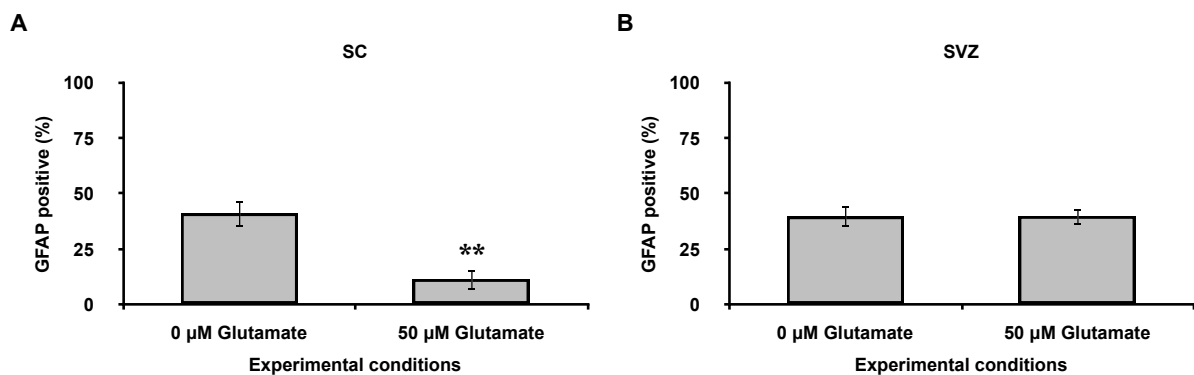 A
SC
GFAP positive (%)
100
75
50
25
0
**
0 µM Glutamate
50 µM Glutamate
Experimental conditions
B
SVZ
GFAP positive (%)
100
75
50
25
0
0 µM Glutamate
50 µM Glutamate
Experimental conditions